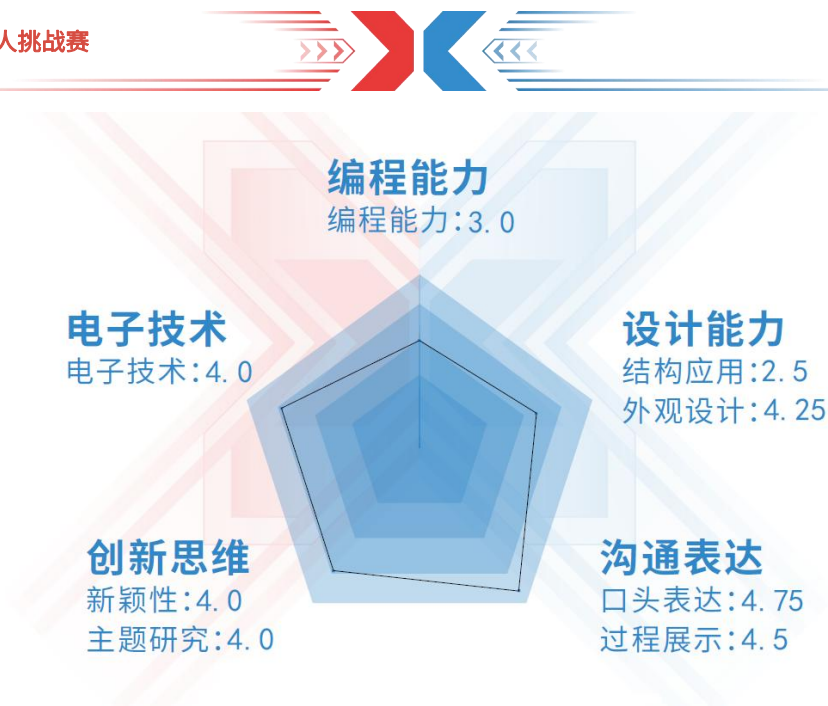 人挑战赛
编程能力
编程能力:3.0
电子技术
电子技术:4.0
设计能力
结构应用:2.5
外观设计:4.25
创新思维
新颖性:4.0
主题研究:4.0
沟通表达
口头表达:4.75
过程展示:4.5